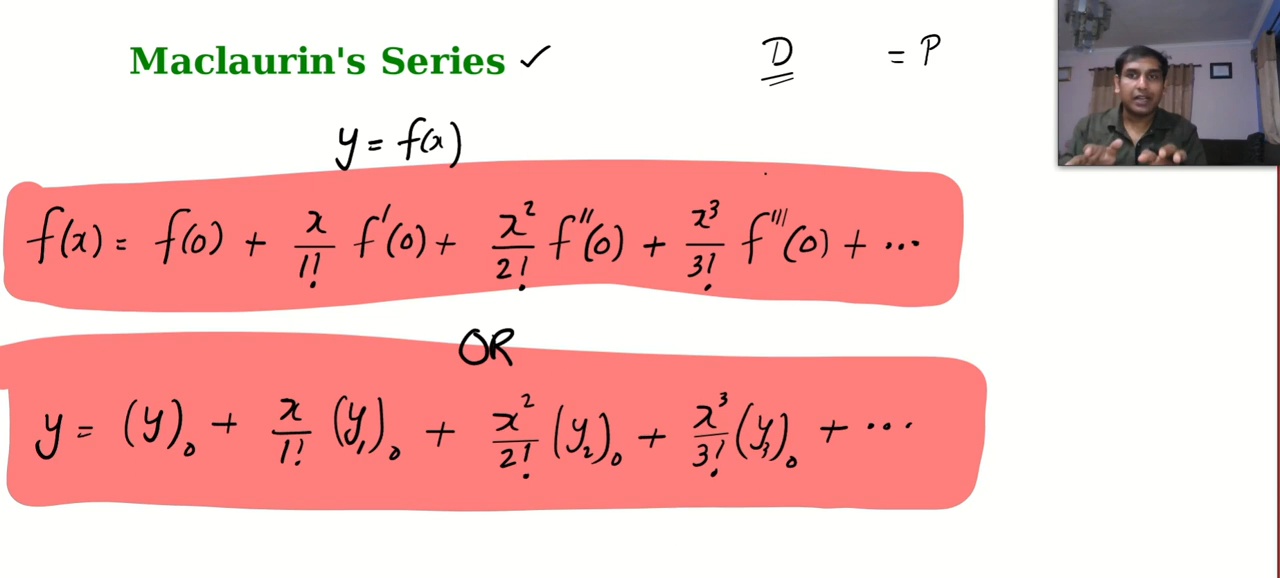 Maclaurin's Series ✓
D = P
y = f(x)
f(x) = f(0) + x/1! f'(0) + x²/2! f''(0) + x³/3! f'''(0) + ...
OR
y = (y)₀ + x/1! (y₁)₀ + x²/2! (y₂)₀ + x³/3! (y₃)₀ + ...